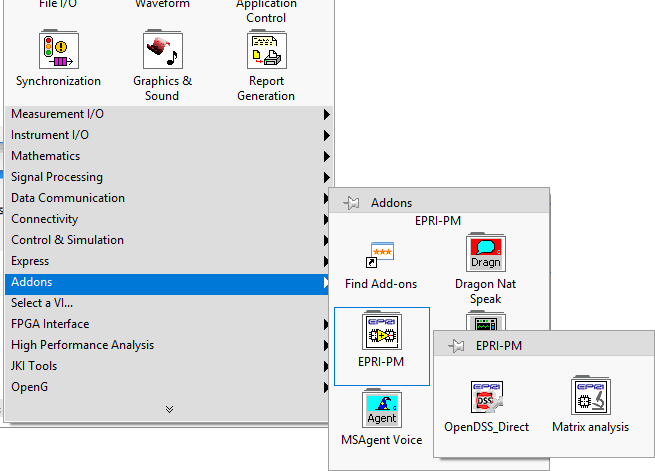 File I/O
Waveform
Application
Control
Synchronization
Graphics &
Sound
Report
Generation
Measurement I/O
Instrument I/O
Mathematics
Signal Processing
Data Communication
Connectivity
Control & Simulation
Express
Addons
Select a VI...
FPGA Interface
High Performance Analysis
JKI Tools
OpenG
Addons
EPRI-PM
Find Add-ons
Dragn
Dragon Nat
Speak
EPRI
EPRI-PM
Agent
MSAgent Voice
EPRI-PM
EPRI
DSS
OpenDSS_Direct
EPRI
Matrix analysis